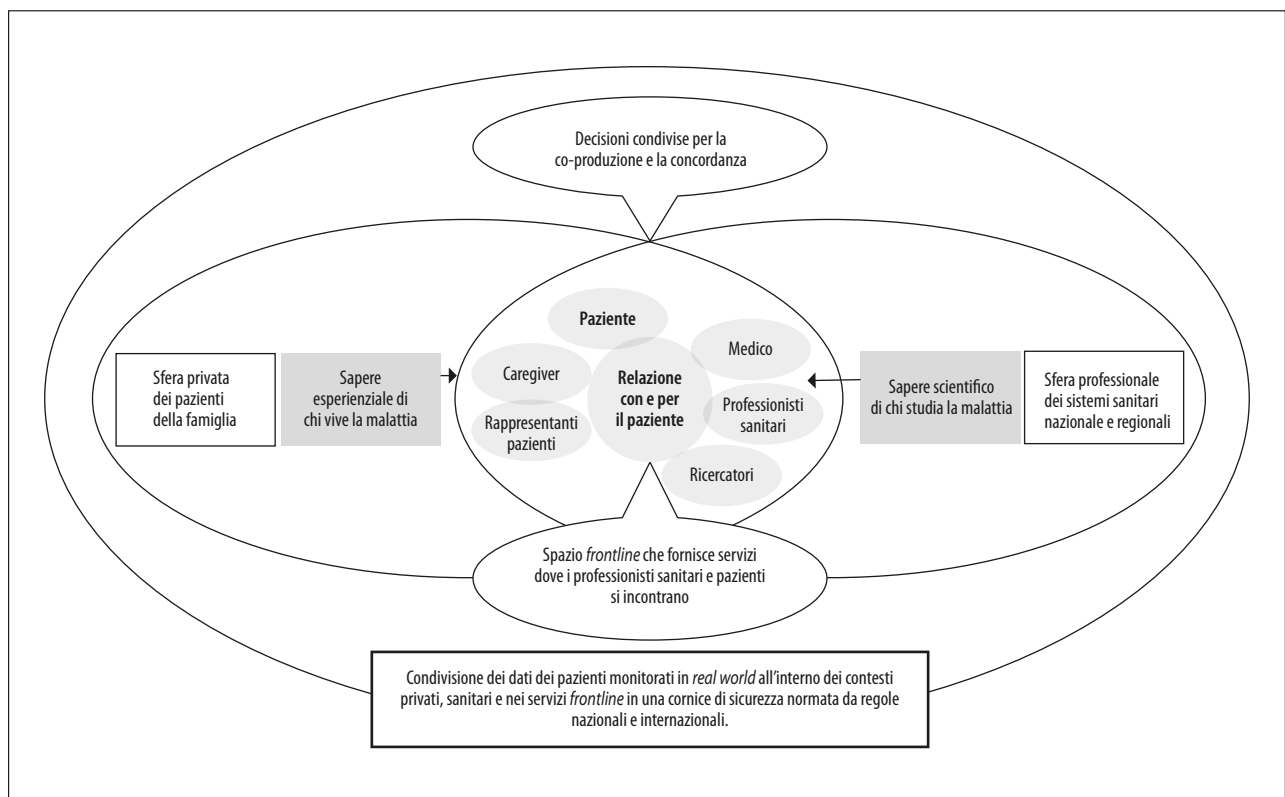 Decisioni condivise per la
co-produzione e la concordanza
Sfera privata
dei pazienti
della famiglia
Sapere
esperienziale di
chi vive la malattia
Paziente
Caregiver
Rappresentanti
pazienti
Relazione
con e per
il paziente
Medico
Professionisti
sanitari
Ricercatori
Sapere scientifico
di chi studia la malattia
Sfera professionale
dei sistemi sanitari
nazionale e regionali
Spazio frontline che fornisce servizi
dove i professionisti sanitari e pazienti
si incontrano
Condivisione dei dati dei pazienti monitorati in real world all’interno dei contesti
privati, sanitari e nei servizi frontline in una cornice di sicurezza normata da regole
nazionali e internazionali.